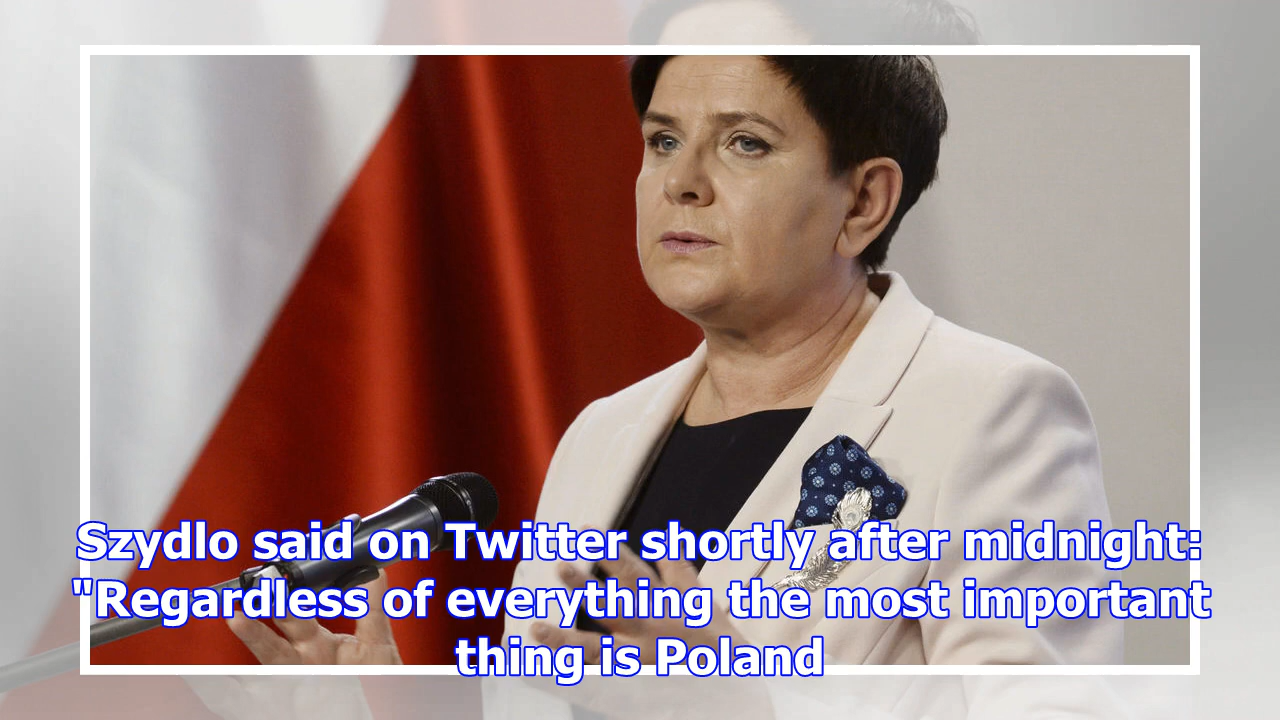 Szydlo said on Twitter shortly after midnight:
"Regardless of everything the most important
thing is Poland